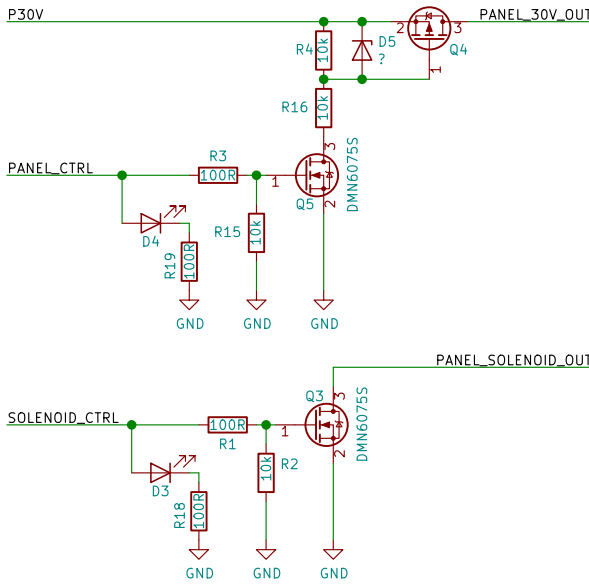 P30V
PANEL_30V_OUT
R4
10k
D5
?
2
3
Q4
1
R16
10k
PANEL_CTRL
R3
100R
1
3
Q5
2
DMN6075S
D4
R19
100R
R15
10k
GND
GND
GND
PANEL_SOLENOID_OUT
SOLENOID_CTRL
100R
R1
1
Q3
3
2
DMN6075S
D3
R18
100R
10k
R2
GND
GND
GND